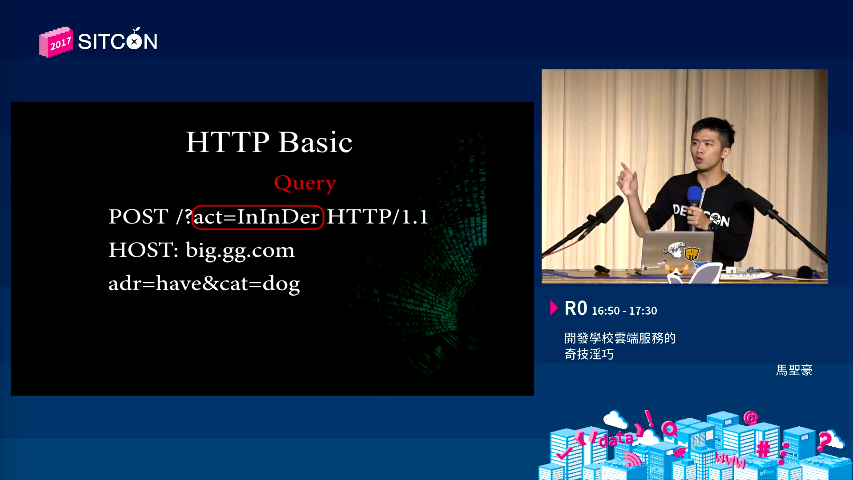 2017 SITCON
HTTP Basic
Query
POST /?act=InInDer HTTP/1.1
HOST: big.gg.com
adr=have&cat=dog
R0 16:50 - 17:30
開發學校雲端服務的
奇技淫巧
馬聖豪
data
www